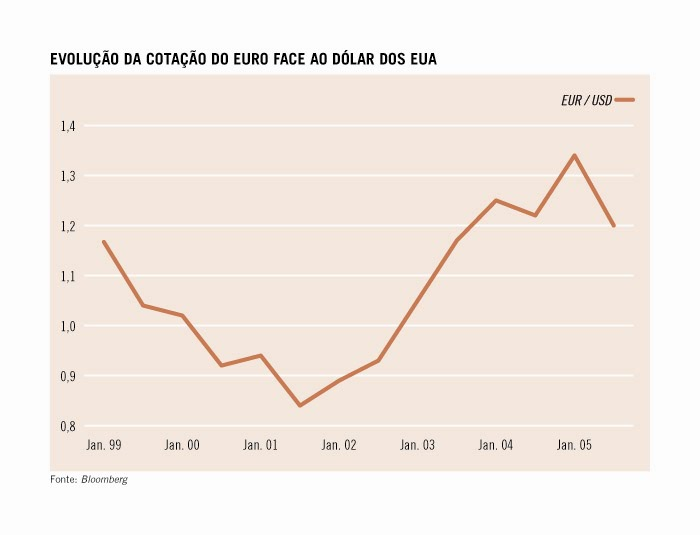 EVOLUÇÃO DA COTAÇÃO DO EURO FACE AO DÓLAR DOS EUA
EUR / USD
1,4
1,3
1,2
1,1
1,0
0,9
0,8
Jan. 99 Jan. 00 Jan. 01 Jan. 02 Jan. 03 Jan. 04 Jan. 05
Fonte: Bloomberg